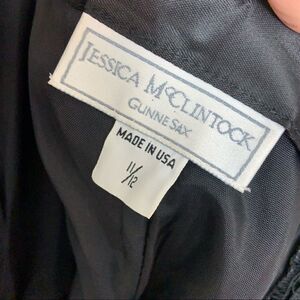 JESSICA McCLINTOCK
GUNNE SAX
MADE IN USA
11/12